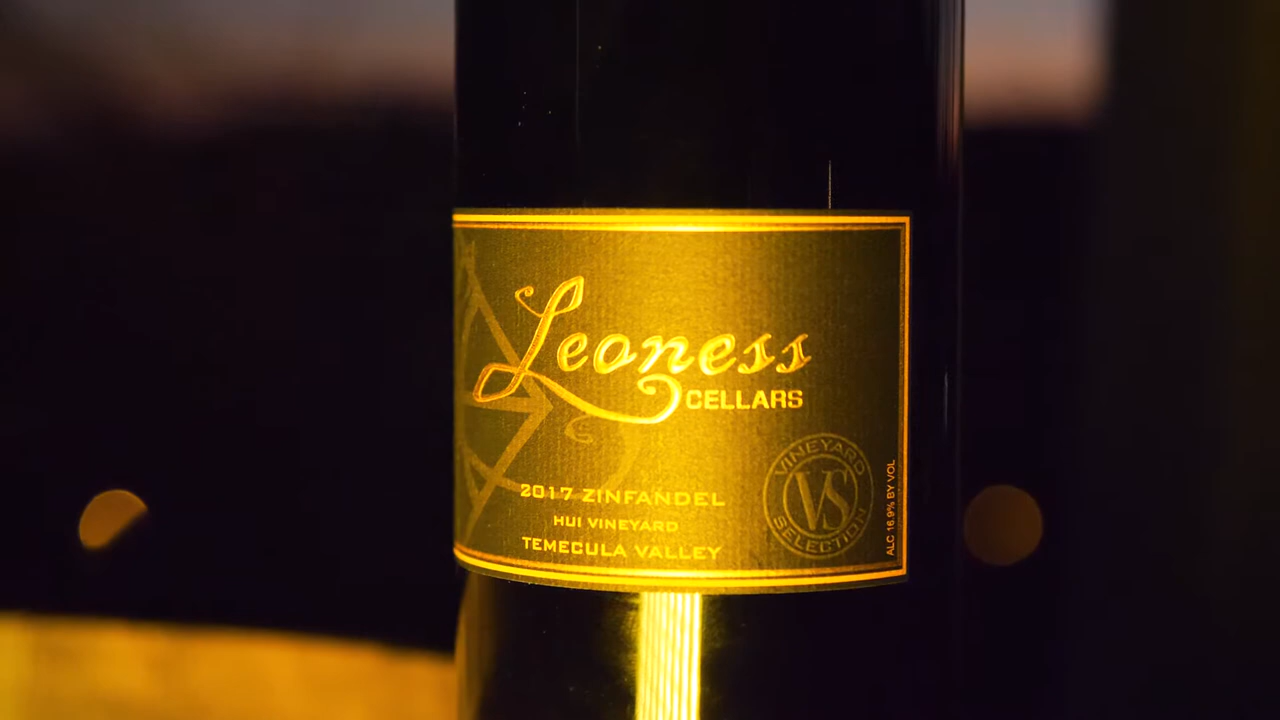 Leoness
CELLARS
2017 ZINFANDEL
HUI VINEYARD
TEMECULA VALLEY
VINEYARD
VS
SELECTION
ALC 16.9% BY VOL